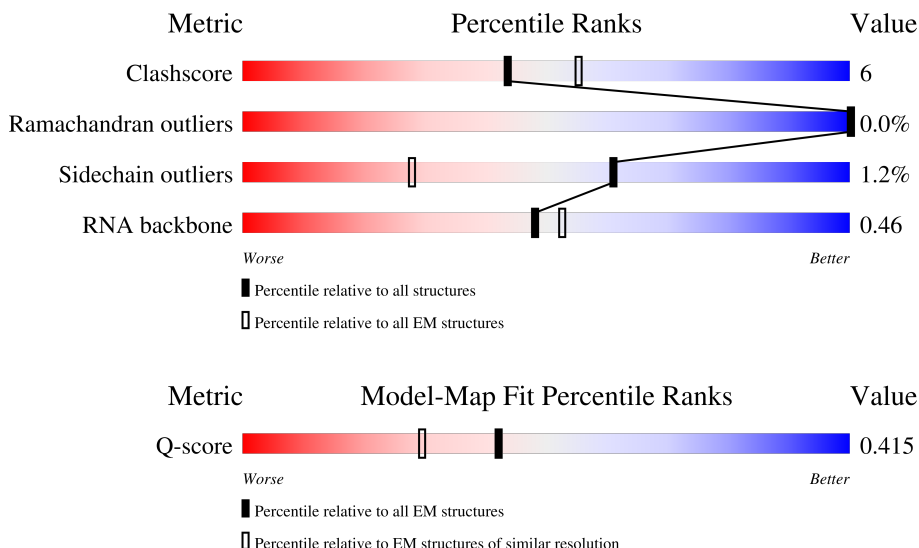 Metric Percentile Ranks Value
Clashscore 6
Ramachandran outliers 0.0%
Sidechain outliers 1.2%
RNA backbone 0.46
Worse Better
Percentile relative to all structures
Percentile relative to all EM structures
Metric Model-Map Fit Percentile Ranks Value
Q-score 0.415
Worse Better
Percentile relative to all EM structures
Percentile relative to EM structures of similar resolution